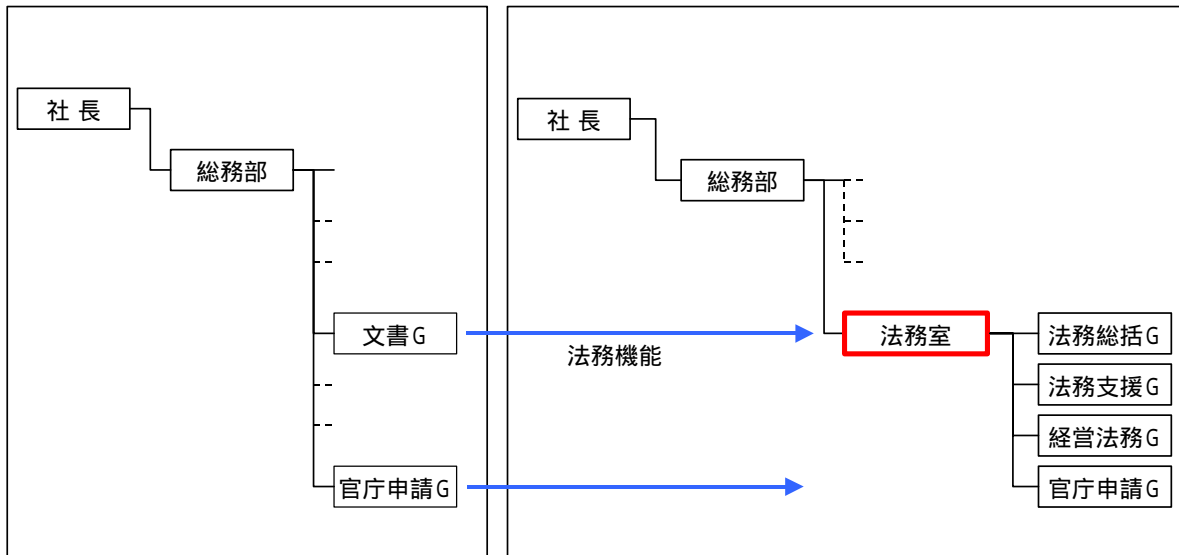 社 長
総務部
文書G
法務機能
官庁申請G
社 長
総務部
法務室
法務総括G
法務支援G
経営法務G
官庁申請G